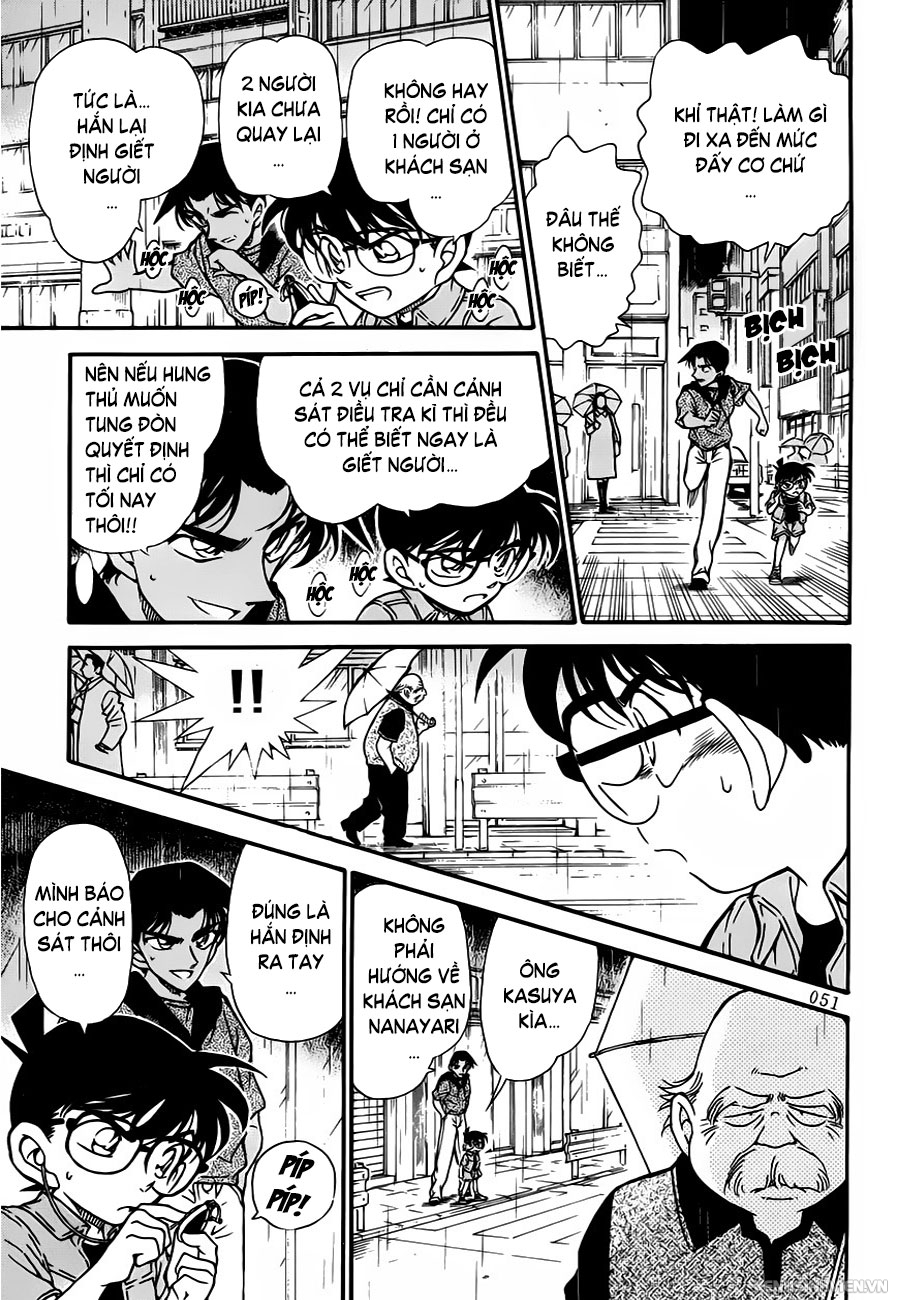 KHỈ THẬT! LÀM GÌ
ĐI XA ĐẾN MỨC
ĐẤY CƠ CHỨ
...
ĐÂU THẾ
KHÔNG
BIẾT...
BỊCH
BỊCH
KHÔNG HAY
RỒI! CHỈ CÓ
1 NGƯỜI Ở
KHÁCH SẠN
...
2 NGƯỜI
KIA CHƯA
QUAY LẠI
...
TỨC LÀ...
HẮN LẠI
ĐỊNH GIẾT
NGƯỜI
...
HỘC
HỘC
PÍP!
HỘC
HỘC
CẢ 2 VỤ CHỈ CẦN CẢNH
SÁT ĐIỀU TRA KĨ THÌ ĐỀU
CÓ THỂ BIẾT NGAY LÀ
GIẾT NGƯỜI...
NÊN NẾU HUNG
THỦ MUỐN
TUNG ĐÒN
QUYẾT ĐỊNH
THÌ CHỈ CÓ
TỐI NAY
THÔI!!
HỘC
HỘC
!!
051
ÔNG
KASUYA
KÌA...
KHÔNG
PHẢI
HƯỚNG VỀ
KHÁCH SẠN
NANAYARI
...
ĐÚNG LÀ
HẮN ĐỊNH
RA TAY
...
MÌNH BÁO
CHO CẢNH
SÁT THÔI
...
PÍP
PÍP!